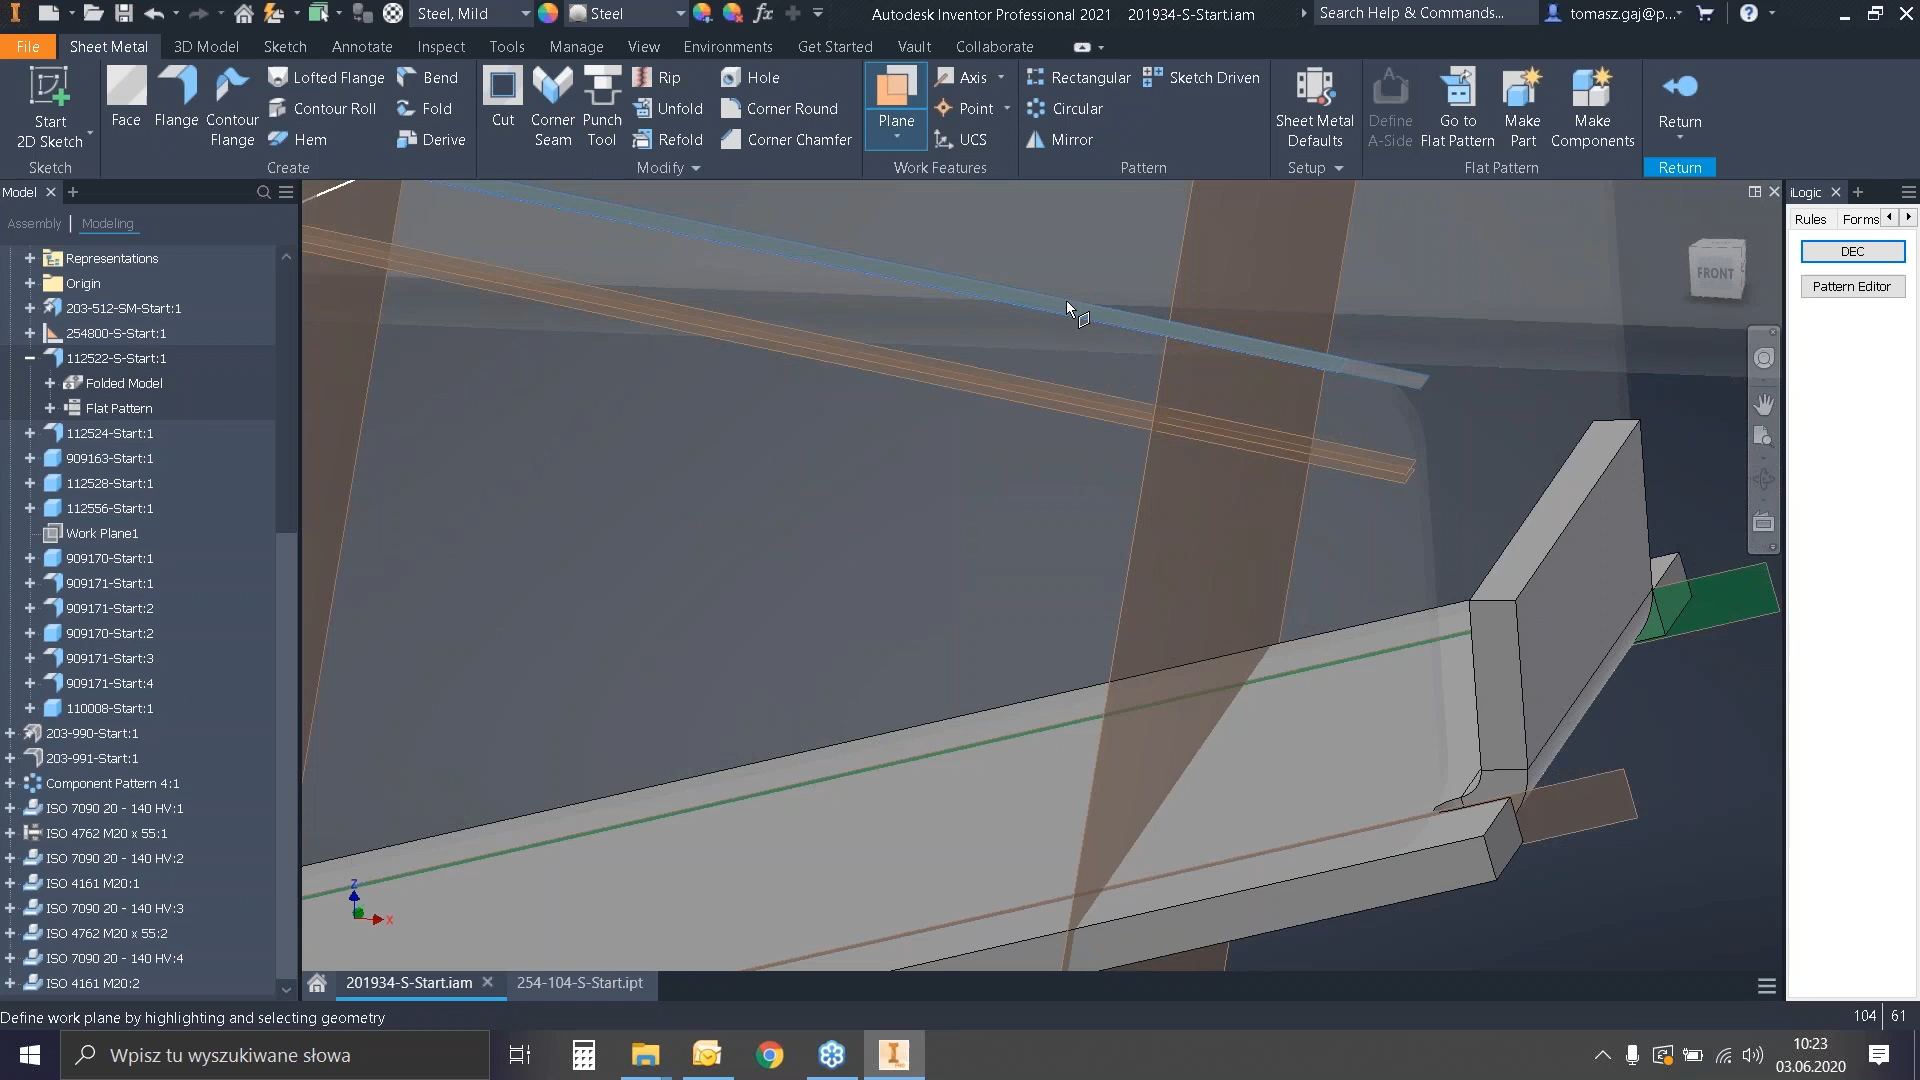 Steel, Mild
Steel
fx
Autodesk Inventor Professional 2021 201934-S-Start.iam
Search Help & Commands...
tomasz.gaj@p...
File
Sheet Metal
3D Model
Sketch
Annotate
Inspect
Tools
Manage
View
Environments
Get Started
Vault
Collaborate
Start
2D Sketch
Face
Flange
Contour
Flange
Lofted Flange
Contour Roll
Hem
Bend
Fold
Derive
Cut
Corner
Seam
Punch
Tool
Rip
Unfold
Refold
Hole
Corner Round
Corner Chamfer
Plane
Axis
Point
UCS
Rectangular
Circular
Mirror
Sketch Driven
Sheet Metal
Defaults
Define
A-Side
Go to
Flat Pattern
Make
Part
Make
Components
Return
Sketch
Create
Modify
Work Features
Pattern
Setup
Flat Pattern
Return
Model
Assembly
Modeling
Representations
Origin
203-512-SM-Start:1
254800-S-Start:1
112522-S-Start:1
Folded Model
Flat Pattern
112524-Start:1
909163-Start:1
112528-Start:1
112556-Start:1
Work Plane1
909170-Start:1
909171-Start:1
909171-Start:2
909170-Start:2
909171-Start:3
909171-Start:4
110008-Start:1
203-990-Start:1
203-991-Start:1
Component Pattern 4:1
ISO 7090 20 - 140 HV:1
ISO 4762 M20 x 55:1
ISO 7090 20 - 140 HV:2
ISO 4161 M20:1
ISO 7090 20 - 140 HV:3
ISO 4762 M20 x 55:2
ISO 7090 20 - 140 HV:4
ISO 4161 M20:2
FRONT
Z
X
iLogic
Rules
Forms
DEC
Pattern Editor
201934-S-Start.iam
254-104-S-Start.ipt
Define work plane by highlighting and selecting geometry
104 61
Wpisz tu wyszukiwane słowa
10:23
03.06.2020